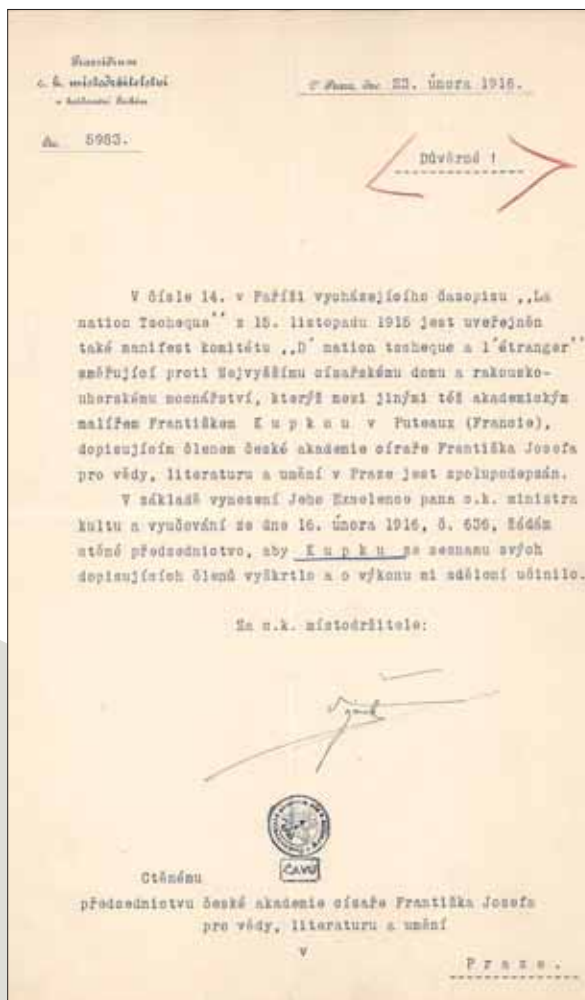 Praesidium
c. k. místodržitelství
v království Českém
V Praze, dne 23. února 1916.
Čís. 5983.
Důvěrné !
V čísle 14. v Paříži vycházejícího časopisu ,,La
nation Tscheque´´ z 15. listopadu 1915 jest uveřejněn
také manifest komitétu ,,D´ nation tscheque a l´étranger´´
směřující proti Nejvyššímu císařskému domu a rakousko-
uherskému mocnářství, kterýž mezi jinými též akademickým
malířem Františkem K u p k o u v Puteaux (Francie),
dopisujícím členem české akademie císaře Františka Josefa
pro vědy, literaturu a umění v Praze jest spolupodepsán.
V základě vynesení Jeho Excelence pana c.k. ministra
kultu a vyučování ze dne 16. února 1916, č. 636, žádám
ctěné předsednictvo, aby K u p k u ze seznamu svých
dopisujících členů vyškrtlo a o výkonu mi sdělení učinilo.
Za c.k. místodržitele:
ČAVU
Ctěnému
předsednictvu české akademie císaře Františka Josefa
pro vědy, literaturu a umění
v
P r a z e .